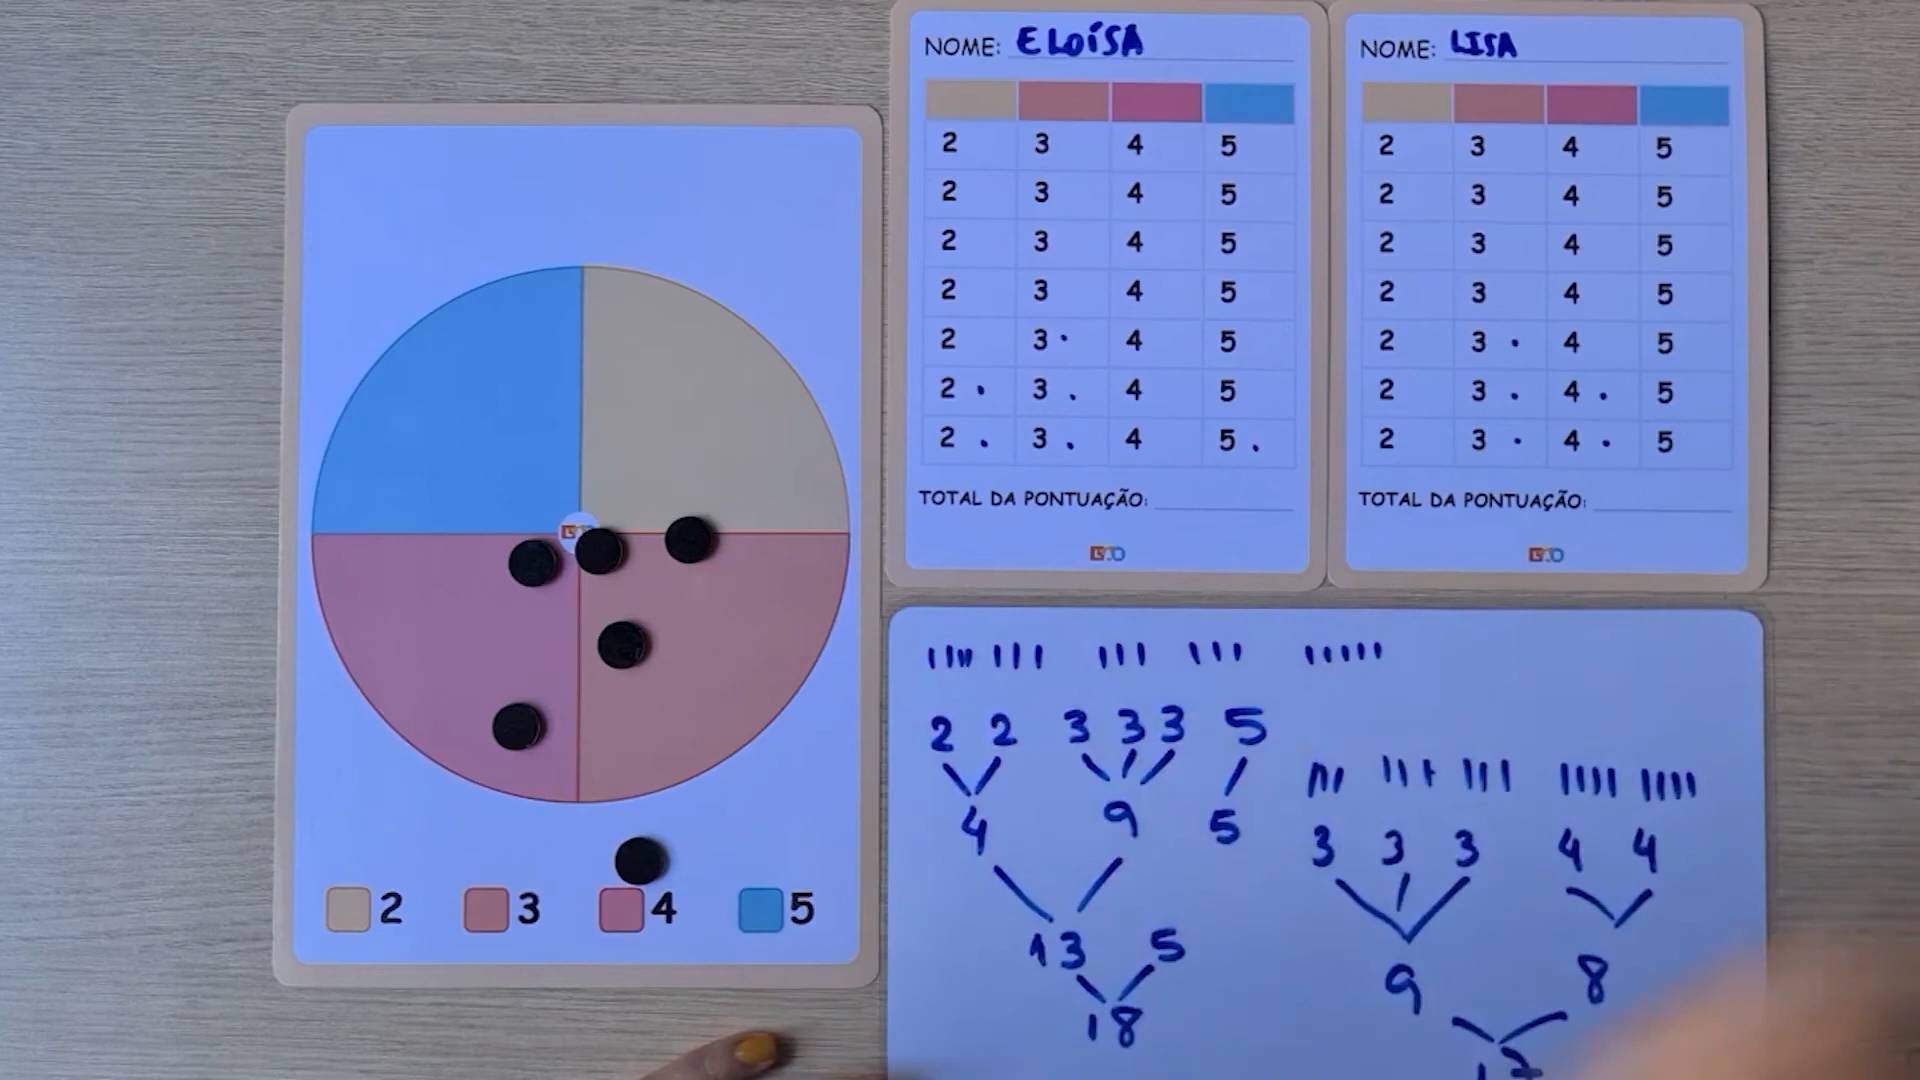 NOME: ELOÍSA
2 3 4 5
2 3 4 5
2 3 4 5
2 3 4 5
2 3 · 4 5
2 · 3 . 4 5
2 . 3 . 4 5 .
TOTAL DA PONTUAÇÃO:
NOME: LISA
2 3 4 5
2 3 4 5
2 3 4 5
2 3 4 5
2 3 · 4 5
2 3 · 4 · 5
2 3 · 4 · 5
TOTAL DA PONTUAÇÃO:
2 3 4 5
2 2 3 3 3 5
4 9 5
13 5
18
3 3 3 4 4
9 8
17